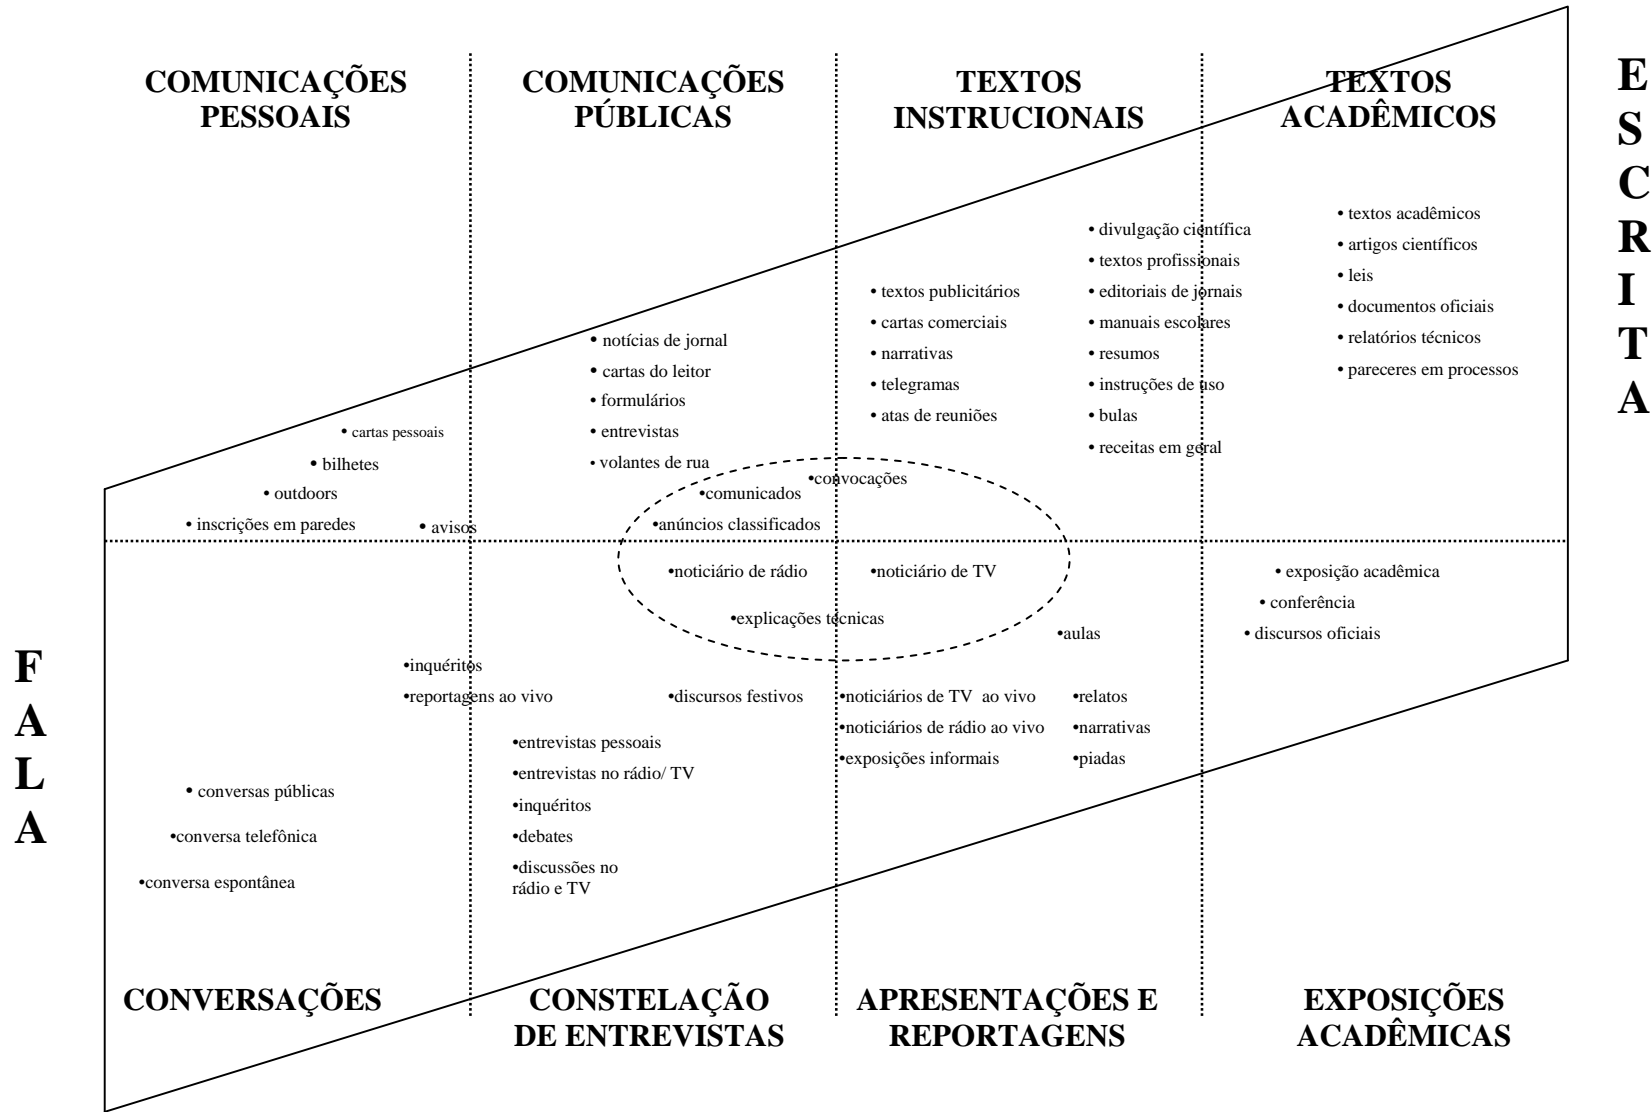 COMUNICAÇÕES
PESSOAIS
COMUNICAÇÕES
PÚBLICAS
TEXTOS
INSTRUCIONAIS
TEXTOS
ACADÊMICOS
E
S
C
R
I
T
A
• cartas pessoais
• bilhetes
• outdoors
• inscrições em paredes
• avisos
• notícias de jornal
• cartas do leitor
• formulários
• entrevistas
• volantes de rua
•comunicados
•convocações
•anúncios classificados
• textos publicitários
• cartas comerciais
• narrativas
• telegramas
• atas de reuniões
• divulgação científica
• textos profissionais
• editoriais de jornais
• manuais escolares
• resumos
• instruções de uso
• bulas
• receitas em geral
• textos acadêmicos
• artigos científicos
• leis
• documentos oficiais
• relatórios técnicos
• pareceres em processos
F
A
L
A
•noticiário de rádio
•noticiário de TV
•explicações técnicas
•aulas
• exposição acadêmica
• conferência
• discursos oficiais
•inquéritos
•reportagens ao vivo
•discursos festivos
•noticiários de TV ao vivo
•noticiários de rádio ao vivo
•exposições informais
•relatos
•narrativas
•piadas
•entrevistas pessoais
•entrevistas no rádio/ TV
•inquéritos
•debates
•discussões no
rádio e TV
• conversas públicas
•conversa telefônica
•conversa espontânea
CONVERSAÇÕES
CONSTELAÇÃO
DE ENTREVISTAS
APRESENTAÇÕES E
REPORTAGENS
EXPOSIÇÕES
ACADÊMICAS